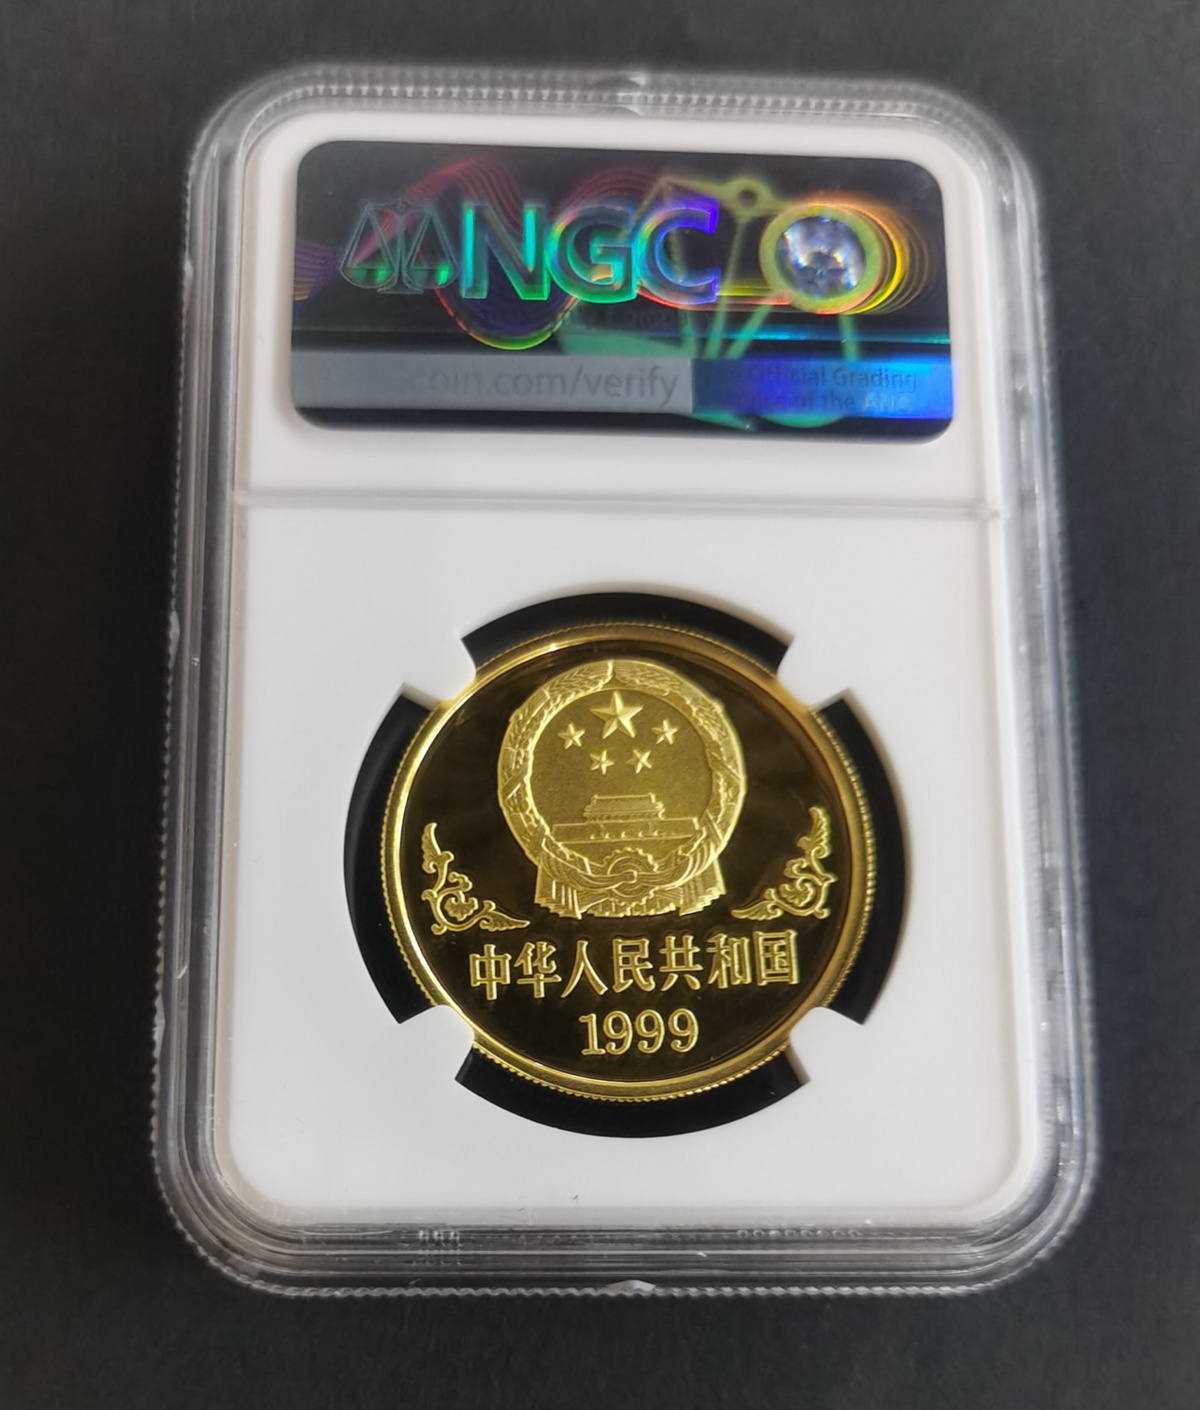 NGC
coin.com/verify
Official Grading
of the ANA
中华人民共和国
1999